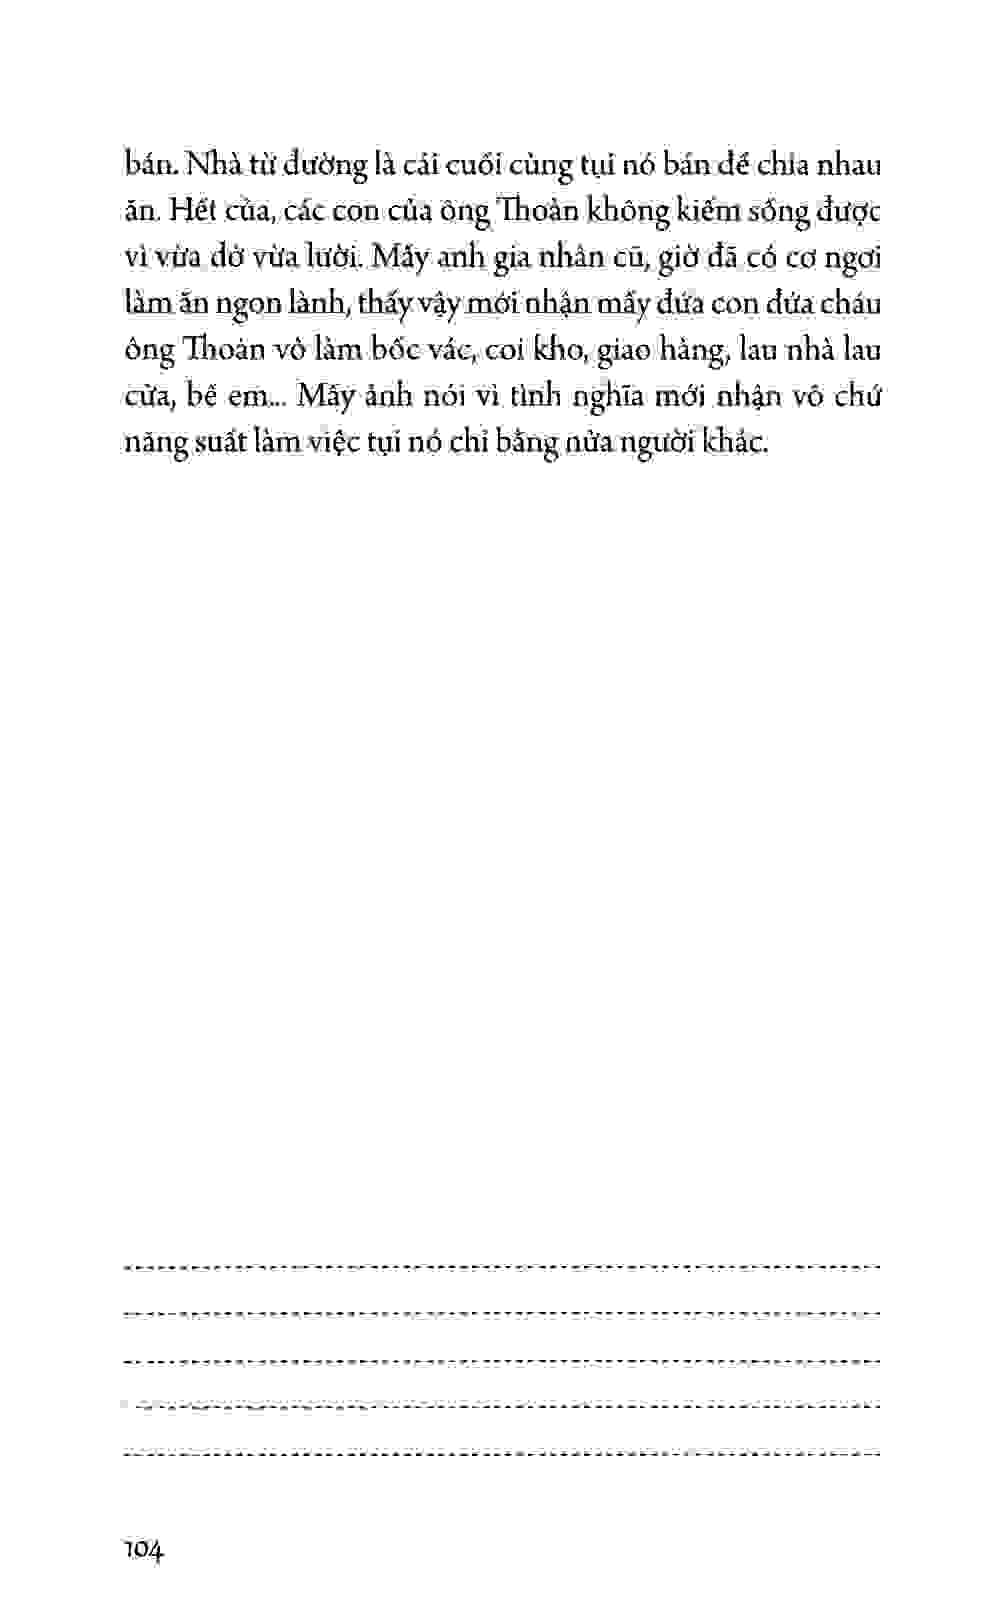 bán. Nhà từ đường là cái cuối cùng tụi nó bán để chia nhau
ăn. Hết của, các con của ông Thoàn không kiếm sống được
vì vừa dở vừa lười. Mấy anh gia nhân cũ, giờ đã có cơ ngơi
làm ăn ngon lành, thấy vậy mới nhận mấy đứa con đứa cháu
ông Thoàn vô làm bốc vác, coi kho, giao hàng, lau nhà lau
cửa, bế em... Mấy ảnh nói vì tình nghĩa mới nhận vô chứ
năng suất làm việc tụi nó chỉ bằng nửa người khác.
104